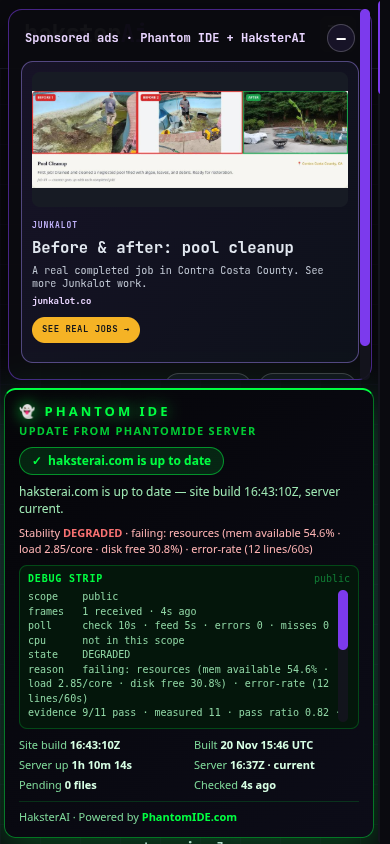 Sponsored ads · Phantom IDE + HaksterAI
BEFORE 1
BEFORE 2
AFTER
Pool Cleanup
JUNKALOT
Before & after: pool cleanup
A real completed job in Contra Costa County. See
more Junkalot work.
junkalot.co
SEE REAL JOBS →
👻 PHANTOM IDE
UPDATE FROM PHANTOMIDE SERVER
✓ haksterai.com is up to date
haksterai.com is up to date — site build 16:43:10Z, server
current.
Stability DEGRADED · failing: resources (mem available 54.6% ·
load 2.85/core · disk free 30.8%) · error-rate (12 lines/60s)
DEBUG STRIP public
scope public
frames 1 received · 4s ago
poll check 10s · feed 5s · errors 0 · misses 0
cpu not in this scope
state DEGRADED
reason failing: resources (mem available 54.6% ·
load 2.85/core · disk free 30.8%) · error-rate (12
lines/60s)
evidence 9/11 pass · measured 11 · pass ratio 0.82 ·
Site build 16:43:10Z Built 20 Nov 15:46 UTC
Server up 1h 10m 14s Server 16:37Z · current
Pending 0 files Checked 4s ago
HaksterAI · Powered by PhantomIDE.com